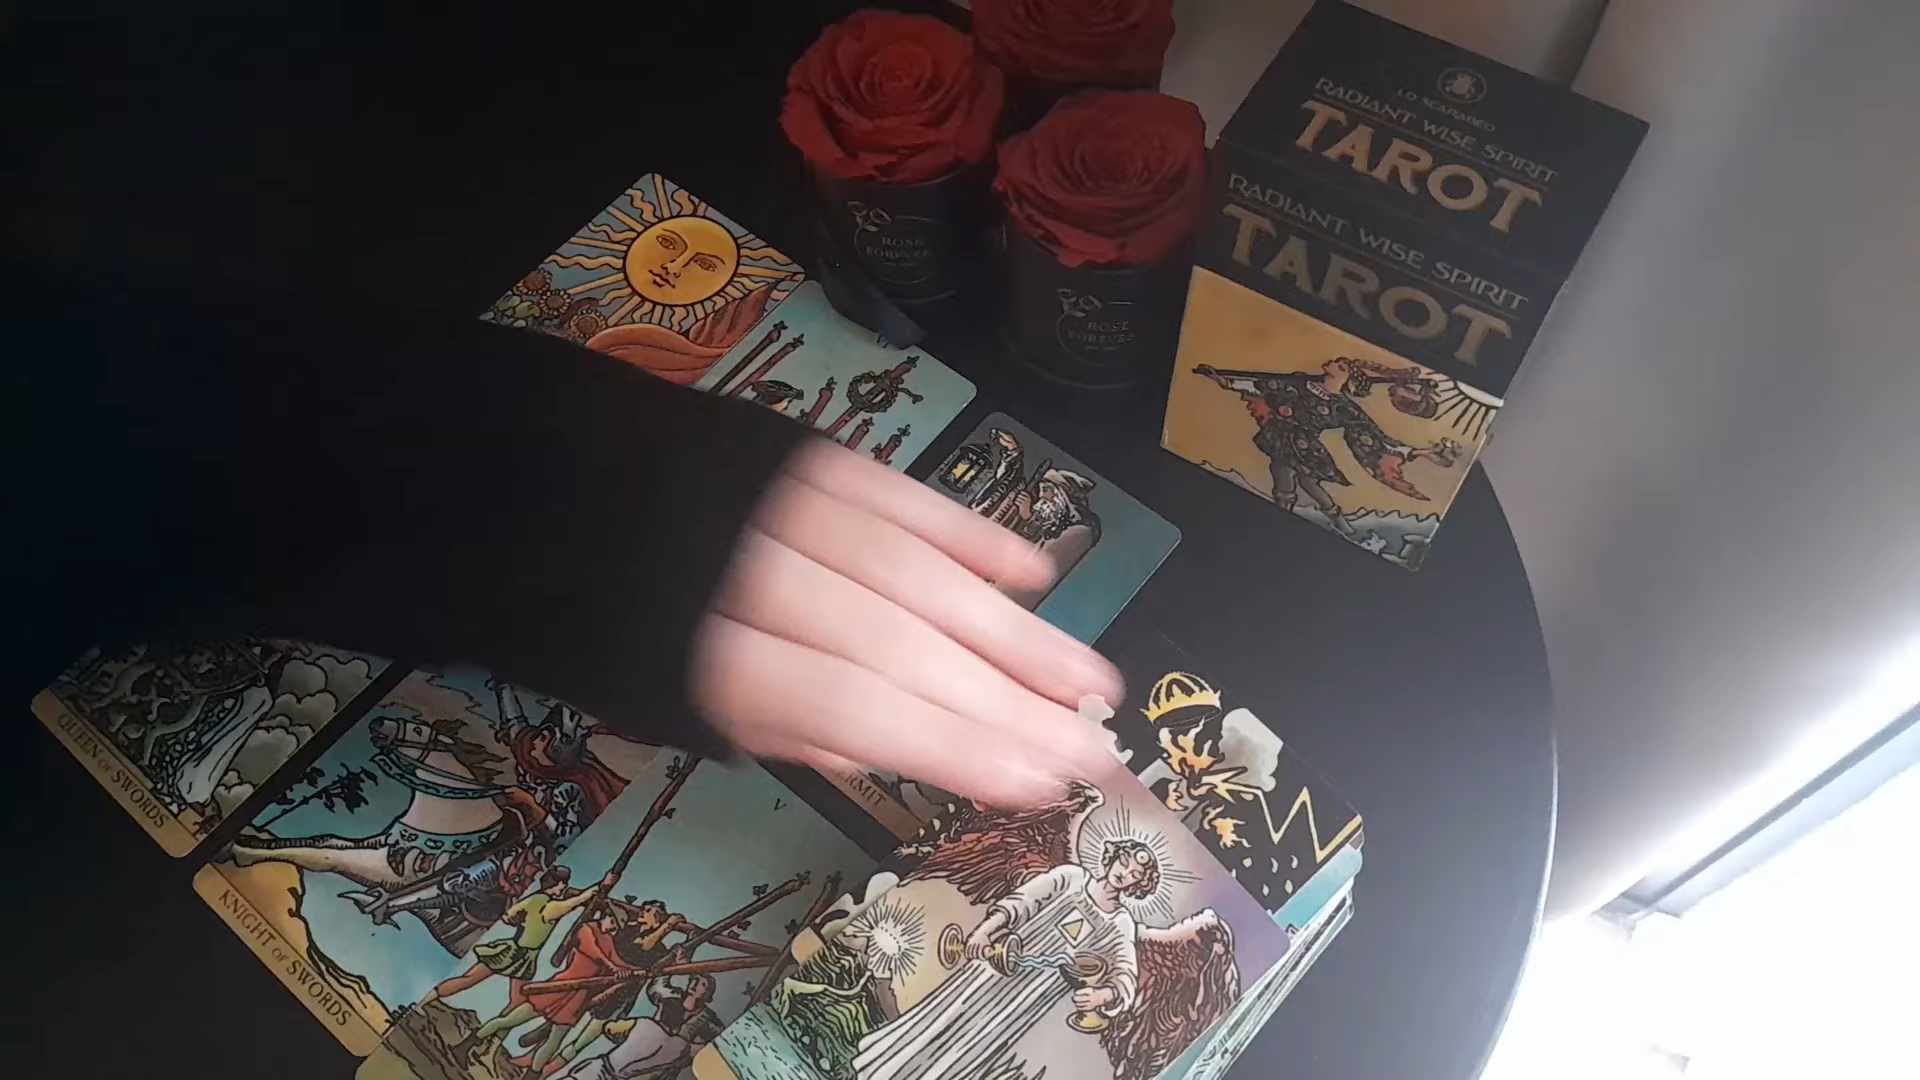 LO SCARABEO
RADIANT WISE SPIRIT
TAROT
RADIANT WISE SPIRIT
TAROT
ROSE
FOREVER
ROSE
FOREVER
VI
QUEEN OF SWORDS
KNIGHT OF SWORDS
V
ERMIT